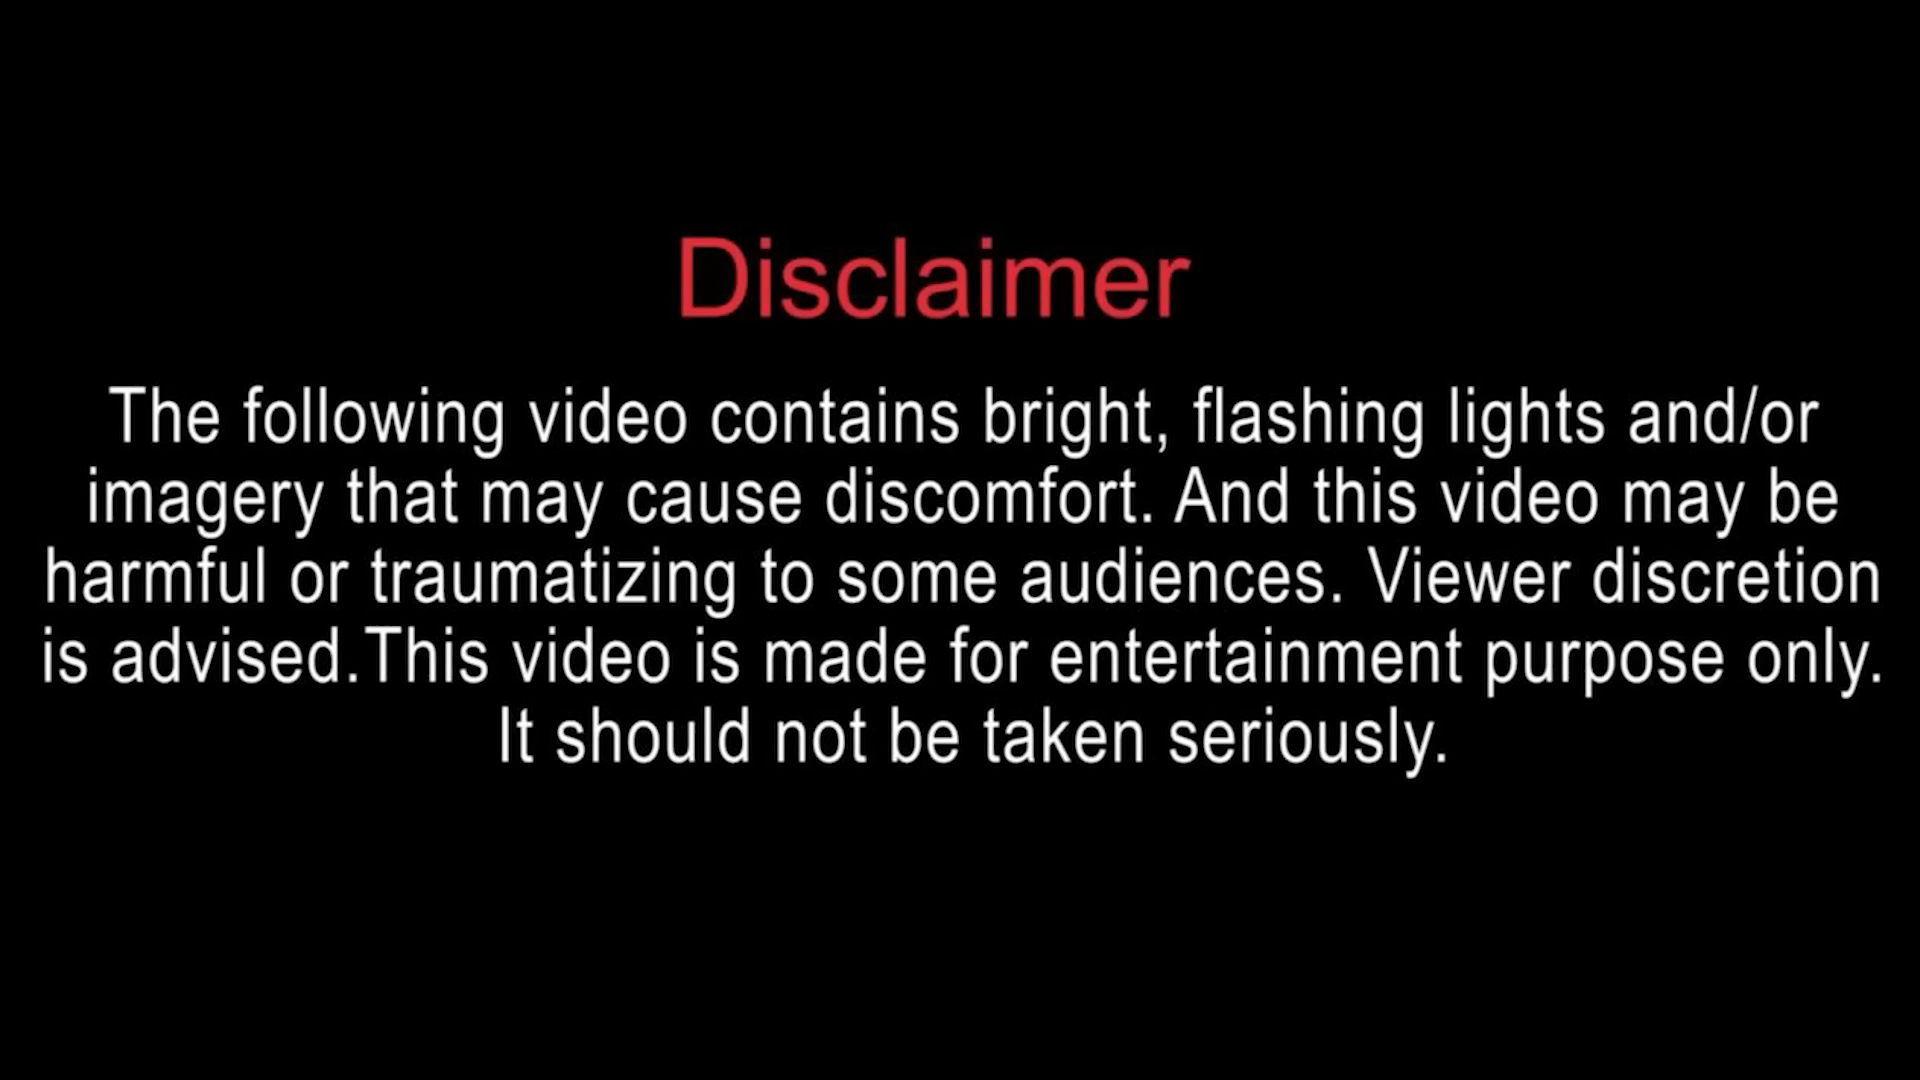 Disclaimer
The following video contains bright, flashing lights and/or
imagery that may cause discomfort. And this video may be
harmful or traumatizing to some audiences. Viewer discretion
is advised.This video is made for entertainment purpose only.
It should not be taken seriously.